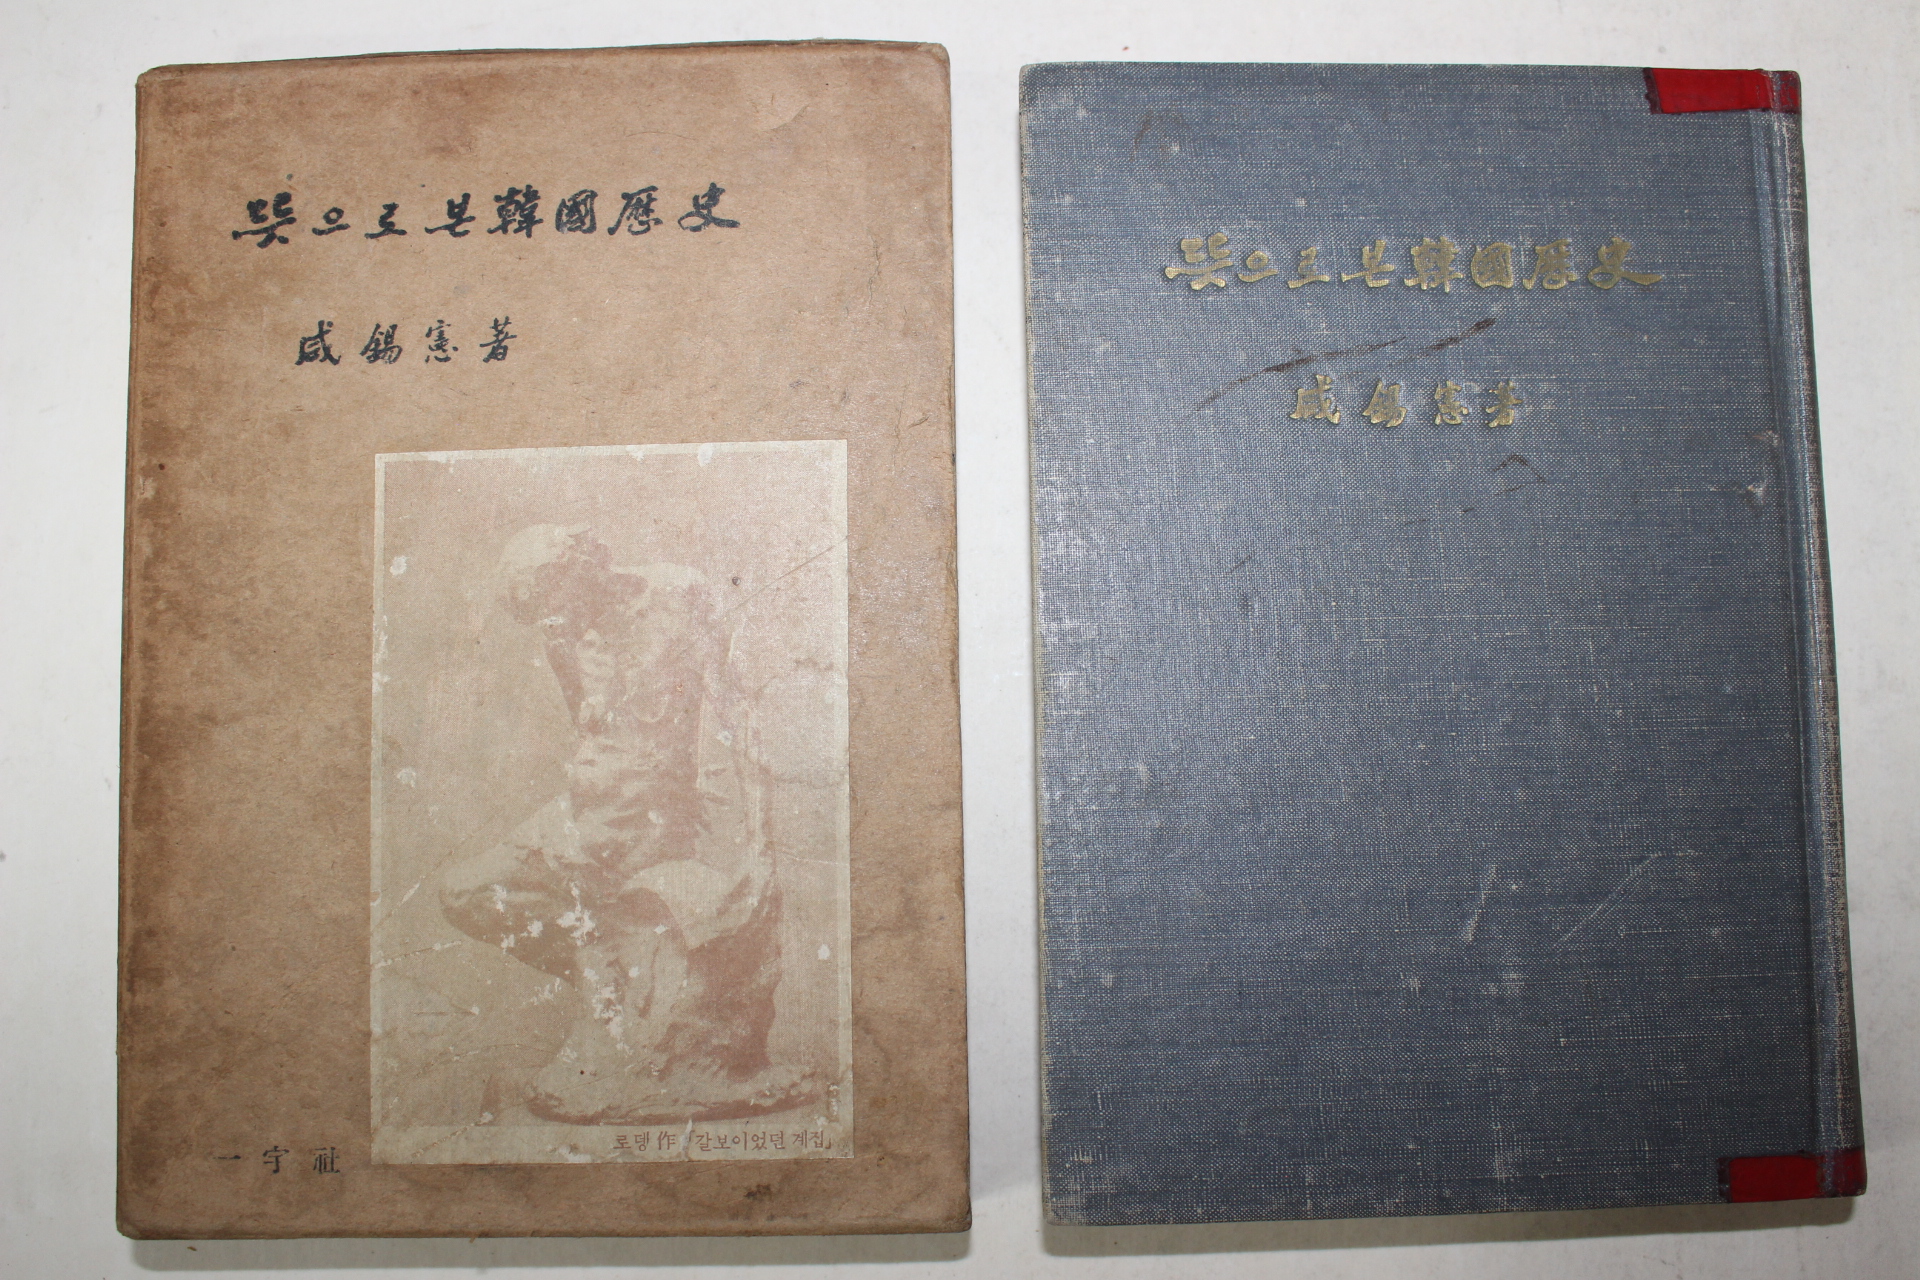 뜻으로 본 韓國歷史
咸錫憲著
로뎅 作 「갈보이었던 계집」
一宇社
뜻으로 본 韓國歷史
咸錫憲著